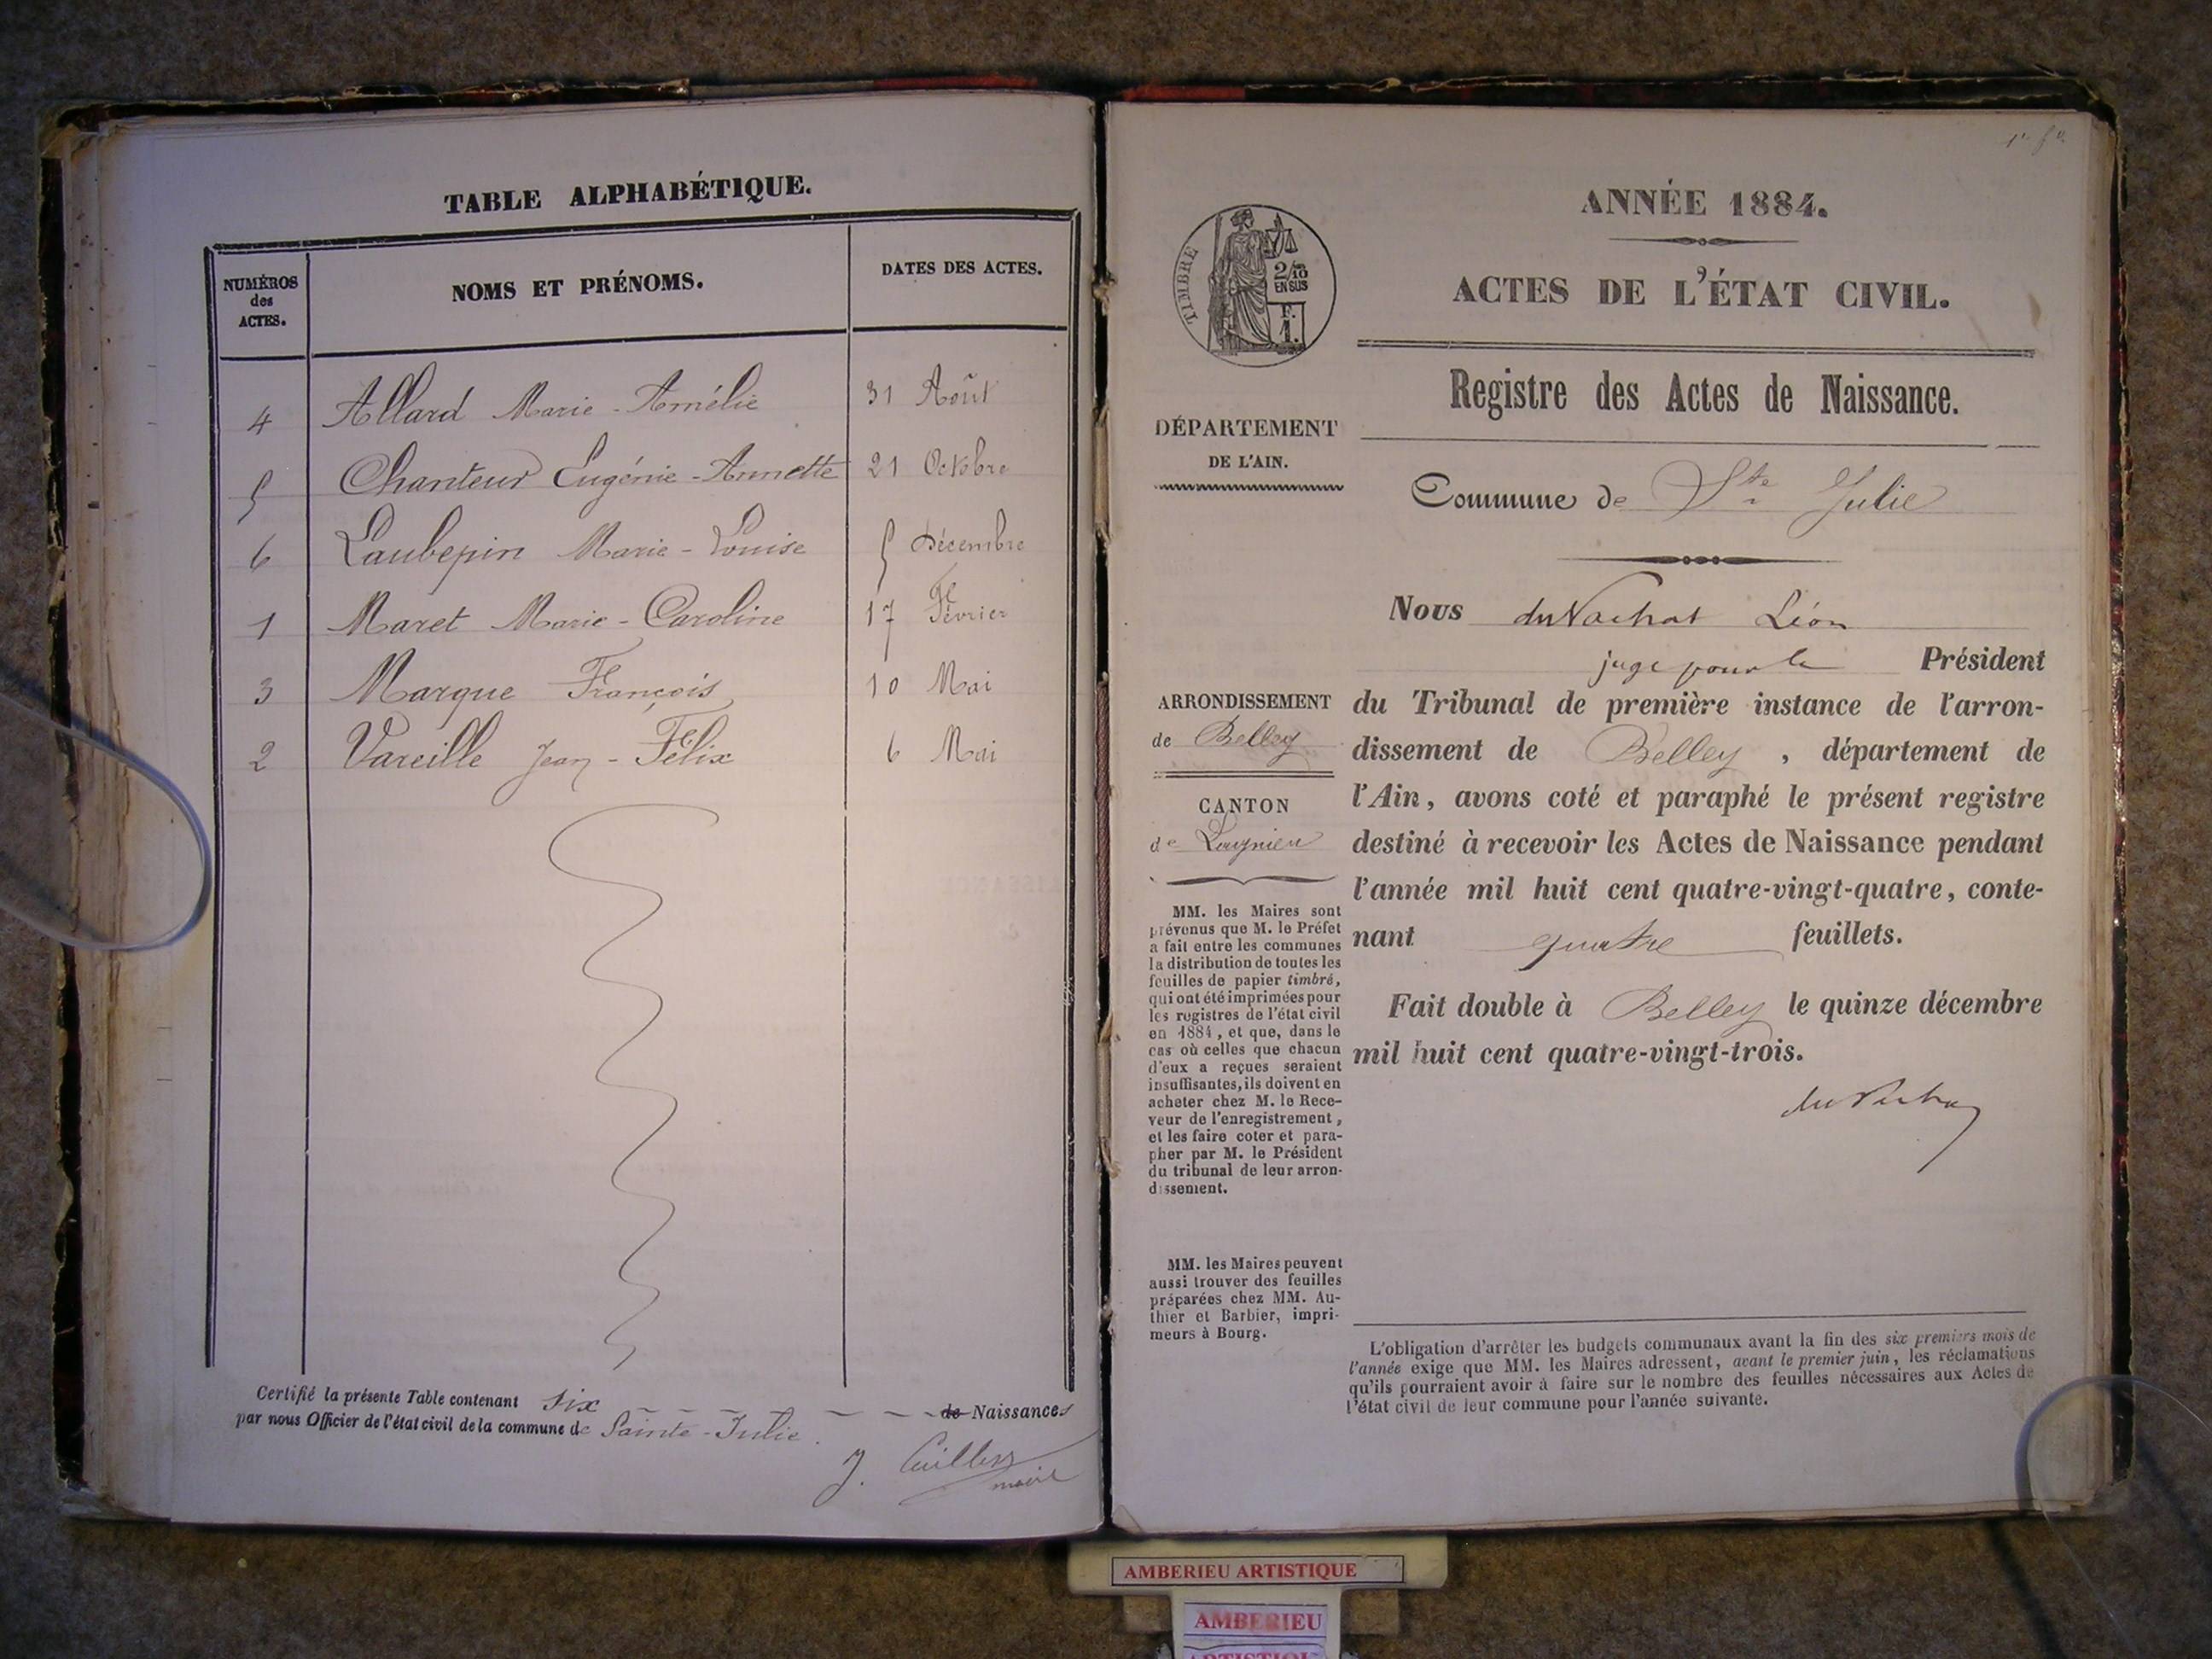 TABLE ALPHABÉTIQUE.
NUMÉROS des ACTES. NOMS ET PRÉNOMS. DATES DES ACTES.
4 Allard Marie-Amélie 31 Août
5 Chanteur Eugénie-Annette 21 Octobre
6 Laubepin Marie-Louise 5 Décembre
1 Maret Marie-Caroline 17 Février
3 Marque François 10 Mai
2 Vareille Jean-Félix 6 Mai
Certifié la présente Table contenant six de Naissances
par nous Officier de l'état civil de la commune de Sainte-Julie.
J. Cuillery
maire
1er fo
ANNÉE 1884.
ACTES DE L'ÉTAT CIVIL.
TIMBRE
2/10
EN SUS
F.
1.
Registre des Actes de Naissance.
DÉPARTEMENT
DE L'AIN.
Commune de Ste Julie
Nous du Vachat Léon
juge pour le Président
du Tribunal de première instance de l'arron-
dissement de Belley, département de
l'Ain, avons coté et paraphé le présent registre
destiné à recevoir les Actes de Naissance pendant
l'année mil huit cent quatre-vingt-quatre, conte-
nant quatre feuillets.
Fait double à Belley le quinze décembre
mil huit cent quatre-vingt-trois.
du Vachat
ARRONDISSEMENT
de Belley
CANTON
de Lagnieu
MM. les Maires sont
prévenus que M. le Préfet
a fait entre les communes
la distribution de toutes les
feuilles de papier timbré,
qui ont été imprimées pour
les registres de l'état civil
en 1884, et que, dans le
cas où celles que chacun
d'eux a reçues seraient
insuffisantes, ils doivent en
acheter chez M. le Rece-
veur de l'enregistrement,
et les faire coter et para-
pher par M. le Président
du tribunal de leur arron-
dissement.
MM. les Maires peuvent
aussi trouver des feuilles
préparées chez MM. Au-
thier et Barbier, impri-
meurs à Bourg.
L'obligation d'arrêter les budgets communaux avant la fin des six premiers mois de
l'année exige que MM. les Maires adressent, avant le premier juin, les réclamations
qu'ils pourraient avoir à faire sur le nombre des feuilles nécessaires aux Actes de
l'état civil de leur commune pour l'année suivante.
AMBERIEU ARTISTIQUE
AMBERIEU
ARTISTIQUE